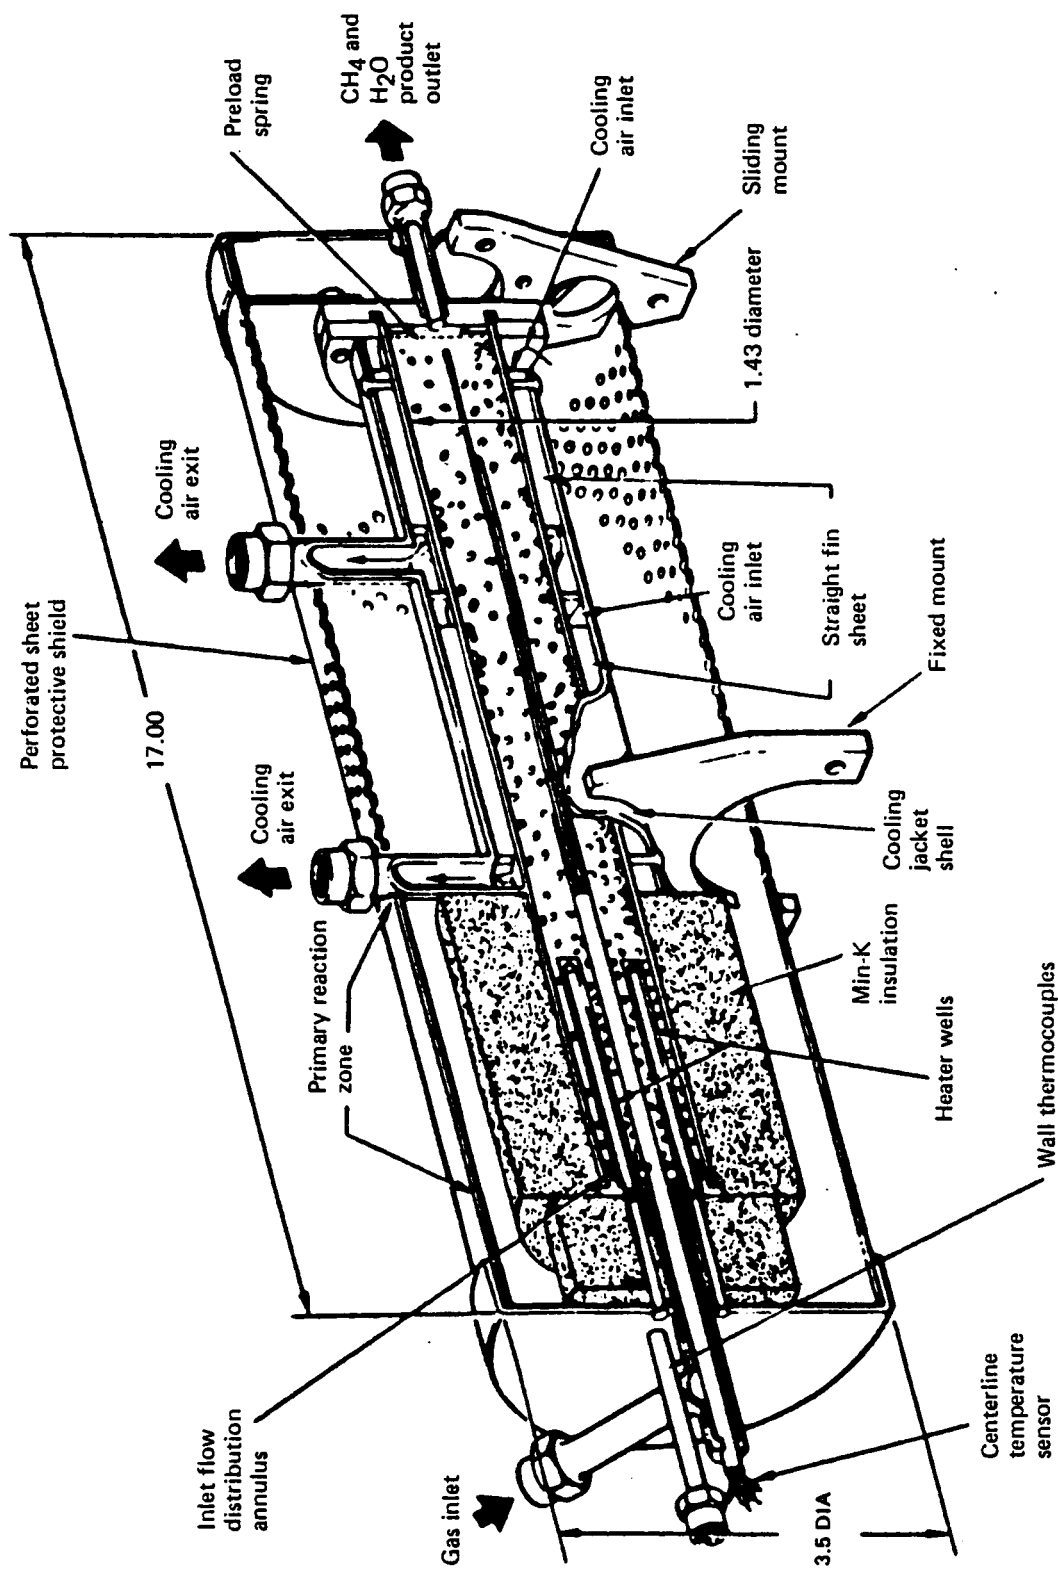 Perforated sheet
protective shield
17.00
Cooling
air exit
Cooling
air exit
Preload
spring
CH4 and
H2O
product
outlet
Cooling
air inlet
Sliding
mount
1.43 diameter
Primary reaction
zone
Inlet flow
distribution
annulus
Gas inlet
3.5 DIA
Centerline
temperature
sensor
Wall thermocouples
Heater wells
Min-K
insulation
Cooling
jacket
shell
Fixed mount
Straight fin
sheet
Cooling
air inlet